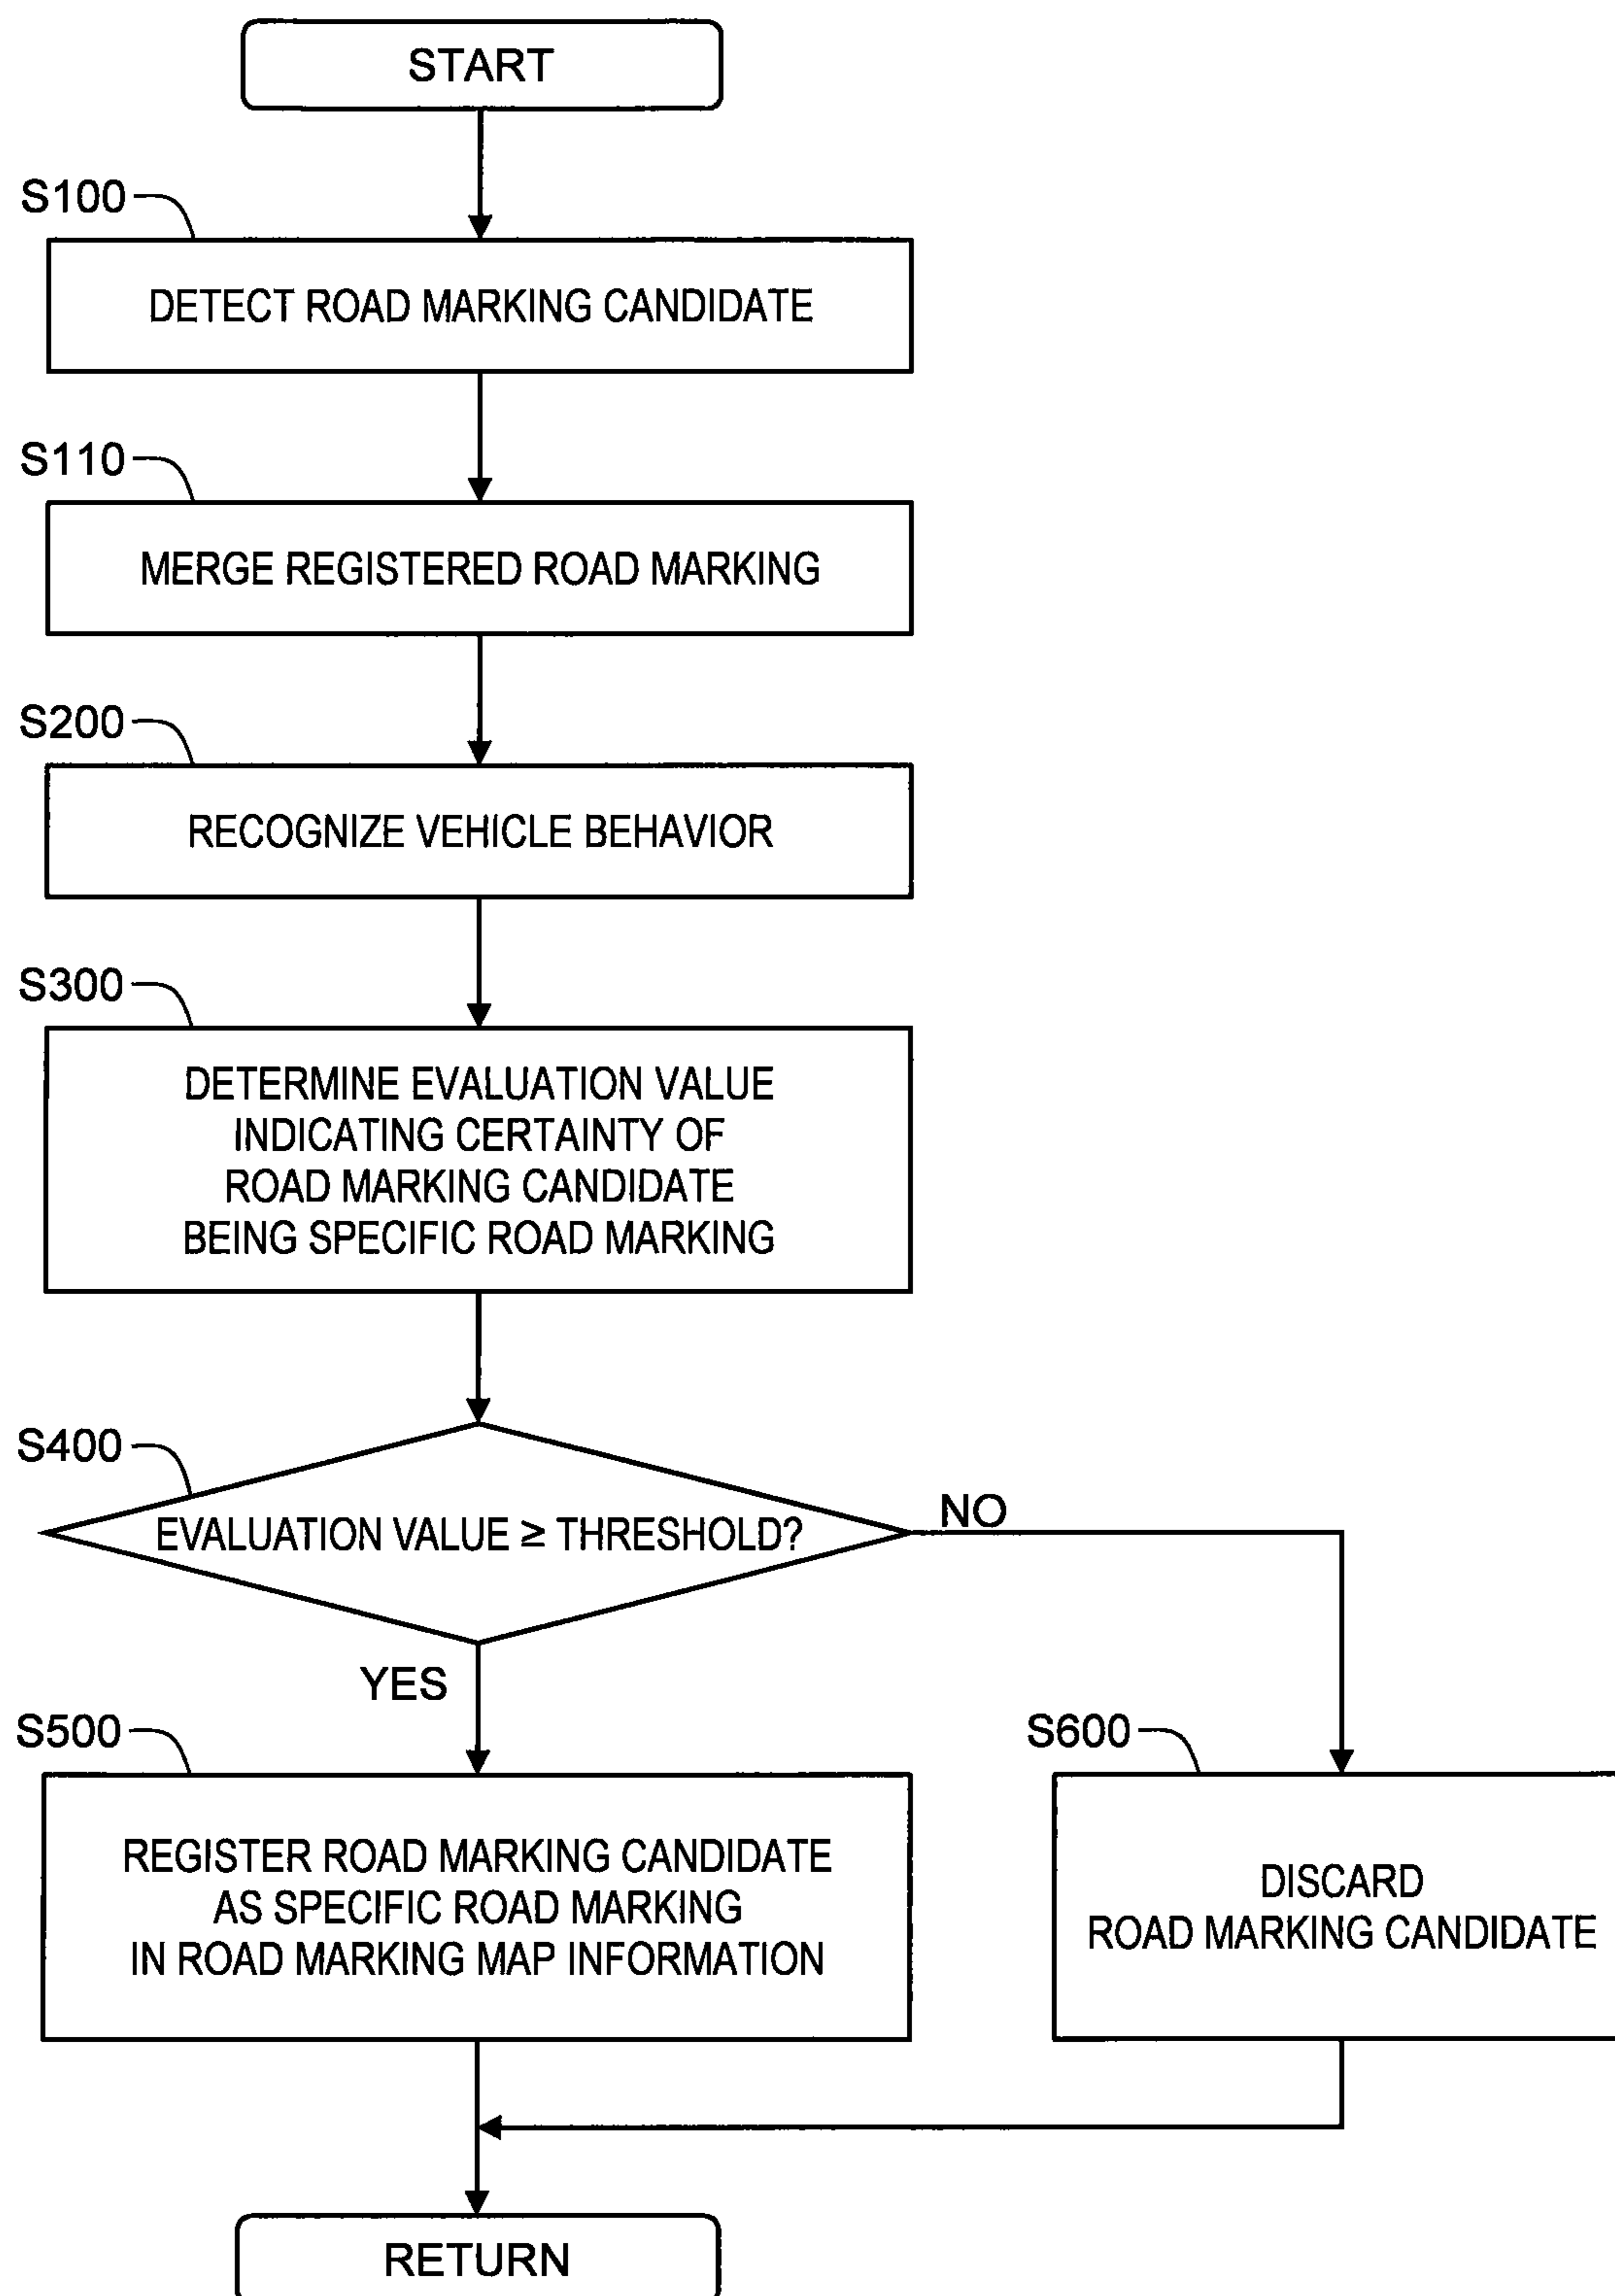 START
S100
DETECT ROAD MARKING CANDIDATE
S110
MERGE REGISTERED ROAD MARKING
S200
RECOGNIZE VEHICLE BEHAVIOR
S300
DETERMINE EVALUATION VALUE
INDICATING CERTAINTY OF
ROAD MARKING CANDIDATE
BEING SPECIFIC ROAD MARKING
S400
EVALUATION VALUE ≥ THRESHOLD?
NO
YES
S500
REGISTER ROAD MARKING CANDIDATE
AS SPECIFIC ROAD MARKING
IN ROAD MARKING MAP INFORMATION
S600
DISCARD
ROAD MARKING CANDIDATE
RETURN